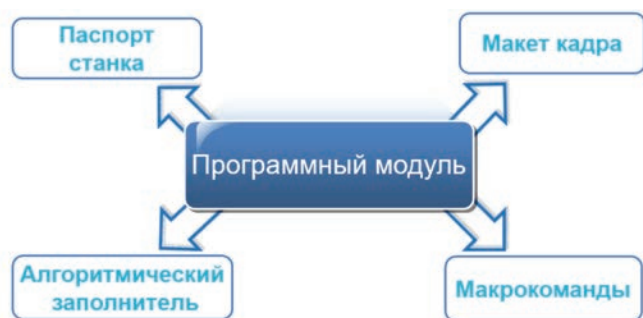 Паспорт
станка
Макет кадра
Программный модуль
Алгоритмический
заполнитель
Макрокоманды